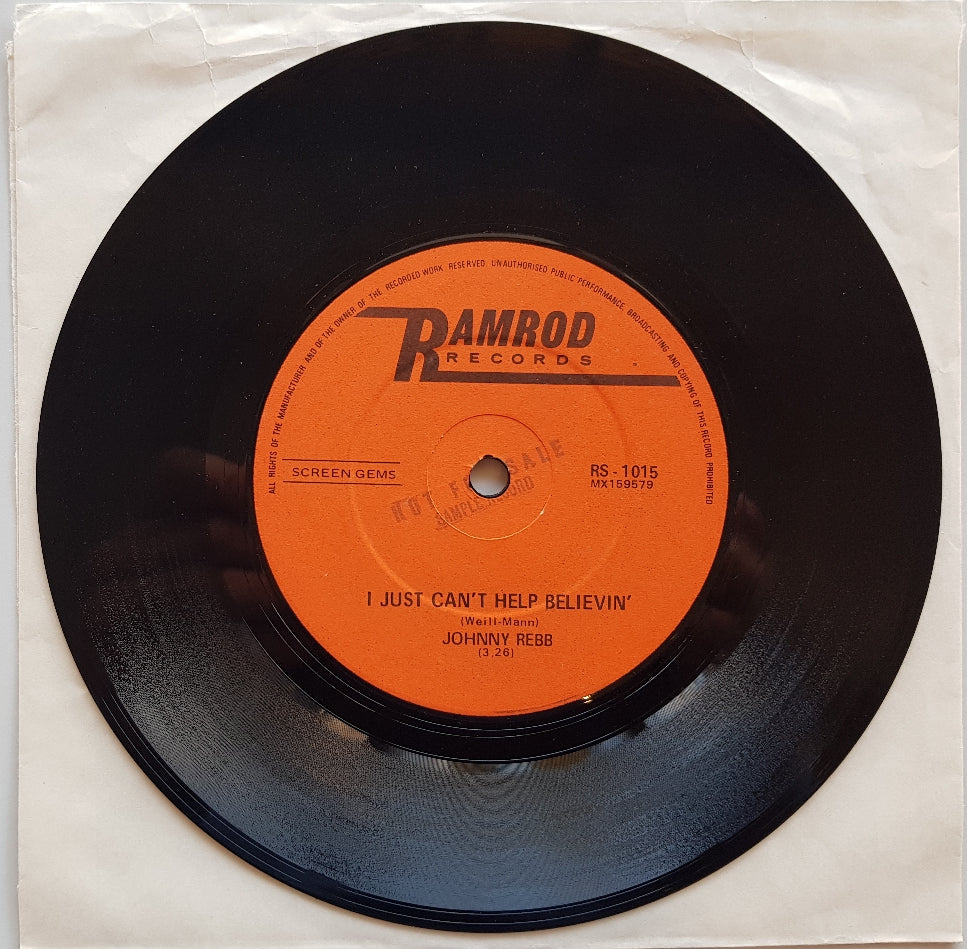 ALL RIGHTS OF THE MANUFACTURER AND OF THE OWNER OF THE RECORDED WORK RESERVED. UNAUTHORISED PUBLIC PERFORMANCE, BROADCASTING AND COPYING OF THIS RECORD PROHIBITED
RAMROD
RECORDS
SCREEN GEMS
RS - 1015
MX159579
NOT FOR SALE
SAMPLE RECORD
I JUST CAN'T HELP BELIEVIN'
(Weill-Mann)
JOHNNY REBB
(3,26)